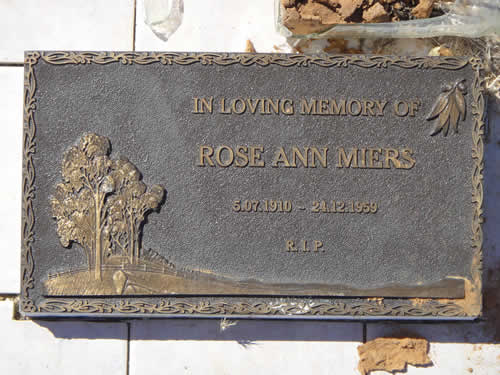 IN LOVING MEMORY OF
ROSE ANN MIERS
5.07.1910 - 24.12.1959
R.I.P.